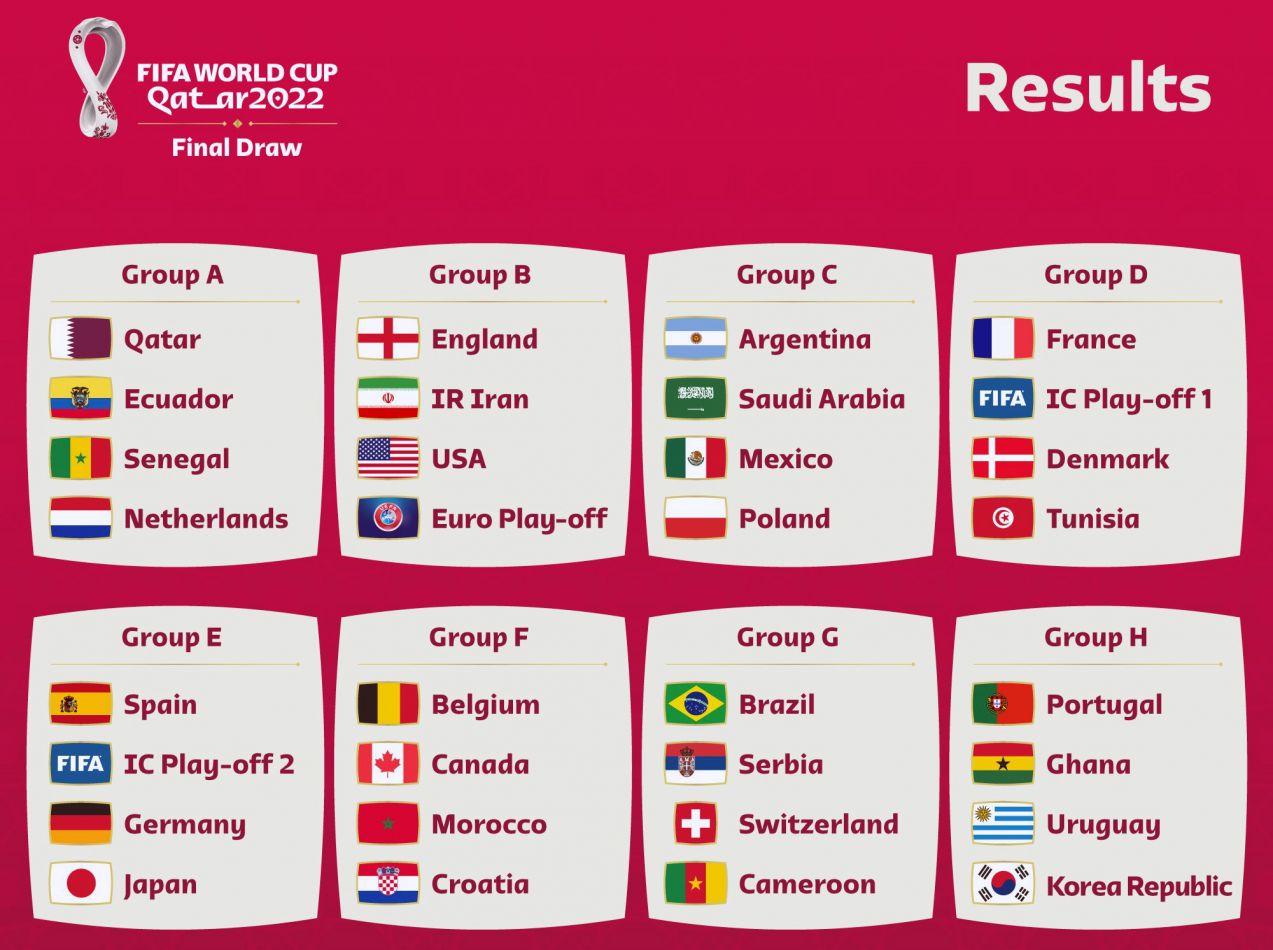 FIFA WORLD CUP
Qatar2022
Final Draw
Results
Group A
Qatar
Ecuador
Senegal
Netherlands
Group B
England
IR Iran
USA
Euro Play-off
Group C
Argentina
Saudi Arabia
Mexico
Poland
Group D
France
FIFA IC Play-off 1
Denmark
Tunisia
Group E
Spain
FIFA IC Play-off 2
Germany
Japan
Group F
Belgium
Canada
Morocco
Croatia
Group G
Brazil
Serbia
Switzerland
Cameroon
Group H
Portugal
Ghana
Uruguay
Korea Republic